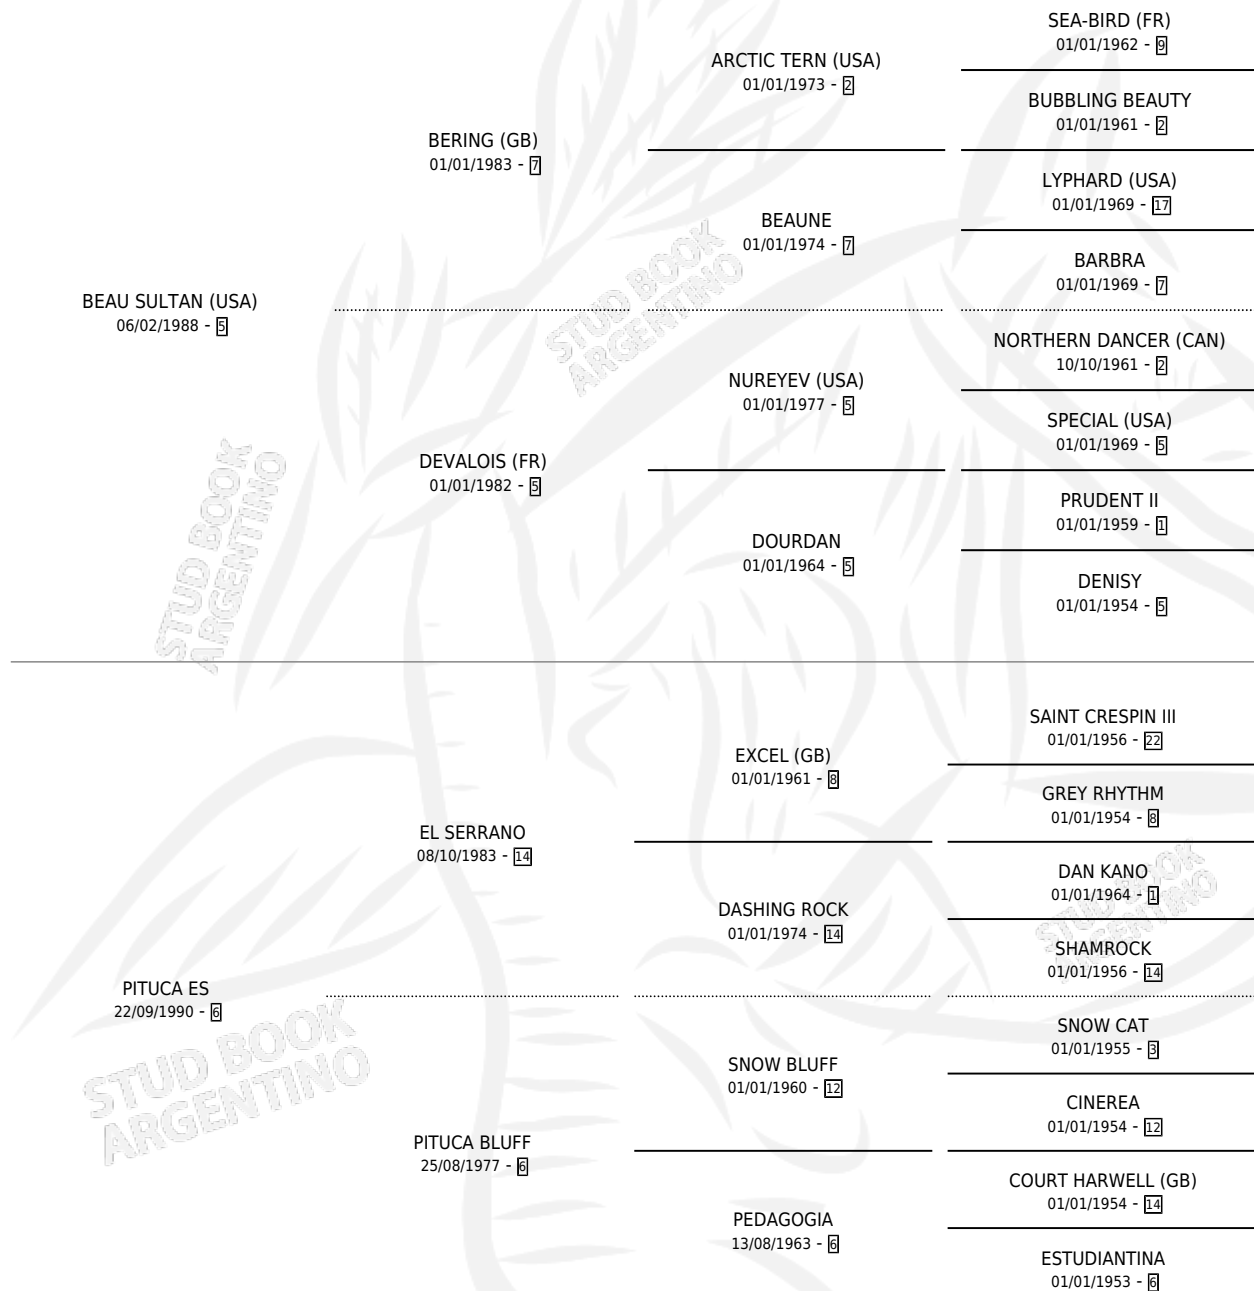 SEA-BIRD (FR)
01/01/1962 - 9
ARCTIC TERN (USA)
01/01/1973 - 2
BUBBLING BEAUTY
01/01/1961 - 2
BERING (GB)
01/01/1983 - 7
LYPHARD (USA)
01/01/1969 - 17
BEAUNE
01/01/1974 - 7
BARBRA
01/01/1969 - 7
BEAU SULTAN (USA)
06/02/1988 - 5
STUD BOOK
ARGENTINO
NORTHERN DANCER (CAN)
10/10/1961 - 2
NUREYEV (USA)
01/01/1977 - 5
SPECIAL (USA)
01/01/1969 - 5
DEVALOIS (FR)
01/01/1982 - 5
PRUDENT II
01/01/1959 - 1
DOURDAN
01/01/1964 - 5
DENISY
01/01/1954 - 5
STUD BOOK
ARGENTINO
SAINT CRESPIN III
01/01/1956 - 22
EXCEL (GB)
01/01/1961 - 8
GREY RHYTHM
01/01/1954 - 8
EL SERRANO
08/10/1983 - 14
DAN KANO
01/01/1964 - 1
DASHING ROCK
01/01/1974 - 14
STUD BOOK
ARGENTINO
SHAMROCK
01/01/1956 - 14
PITUCA ES
22/09/1990 - 6
SNOW CAT
01/01/1955 - 3
SNOW BLUFF
01/01/1960 - 12
STUD BOOK
ARGENTINO
CINEREA
01/01/1954 - 12
PITUCA BLUFF
25/08/1977 - 6
COURT HARWELL (GB)
01/01/1954 - 14
PEDAGOGIA
13/08/1963 - 6
ESTUDIANTINA
01/01/1953 - 6